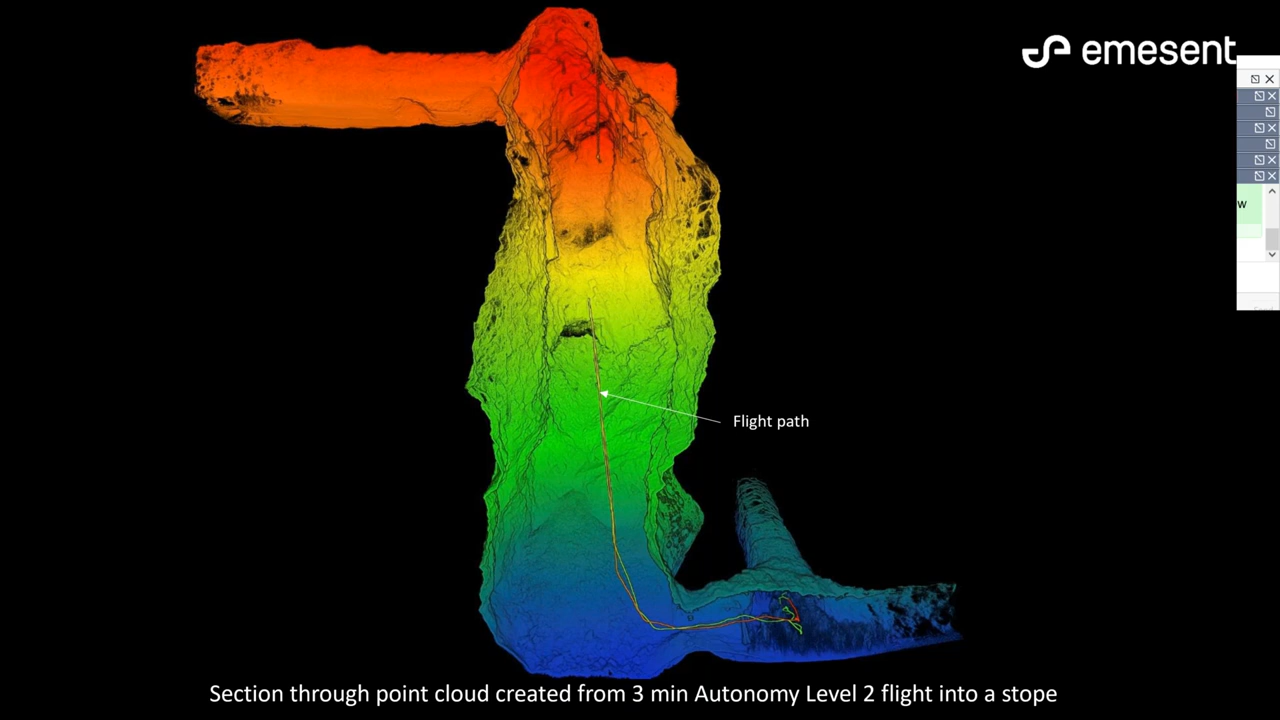 emesent
w
Flight path
Section through point cloud created from 3 min Autonomy Level 2 flight into a stope